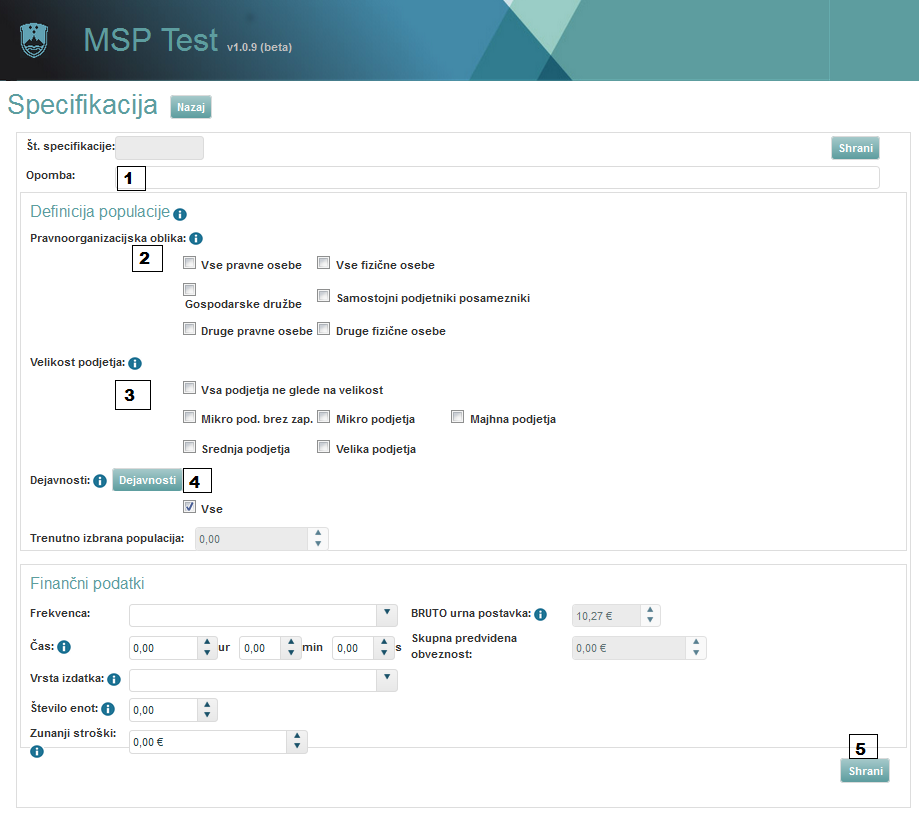 MSP Test v1.0.9 (beta)
Specifikacija Nazaj
Št. specifikacije: Shrani
Opomba: 1
Definicija populacije i
Pravnoorganizacijska oblika: i
2
Vse pravne osebe Vse fizične osebe
Gospodarske družbe Samostojni podjetniki posamezniki
Druge pravne osebe Druge fizične osebe
Velikost podjetja: i
3
Vsa podjetja ne glede na velikost
Mikro pod. brez zap. Mikro podjetja Majhna podjetja
Srednja podjetja Velika podjetja
Dejavnosti: i Dejavnosti 4
Vse
Trenutno izbrana populacija: 0,00
Finančni podatki
Frekvenca: BRUTO urna postavka: i 10,27 €
Čas: i 0,00 ur 0,00 min 0,00 s Skupna predvidena
obveznost: 0,00 €
Vrsta izdatka: i
Število enot: i 0,00
Zunanji stroški:
i 0,00 €
5
Shrani